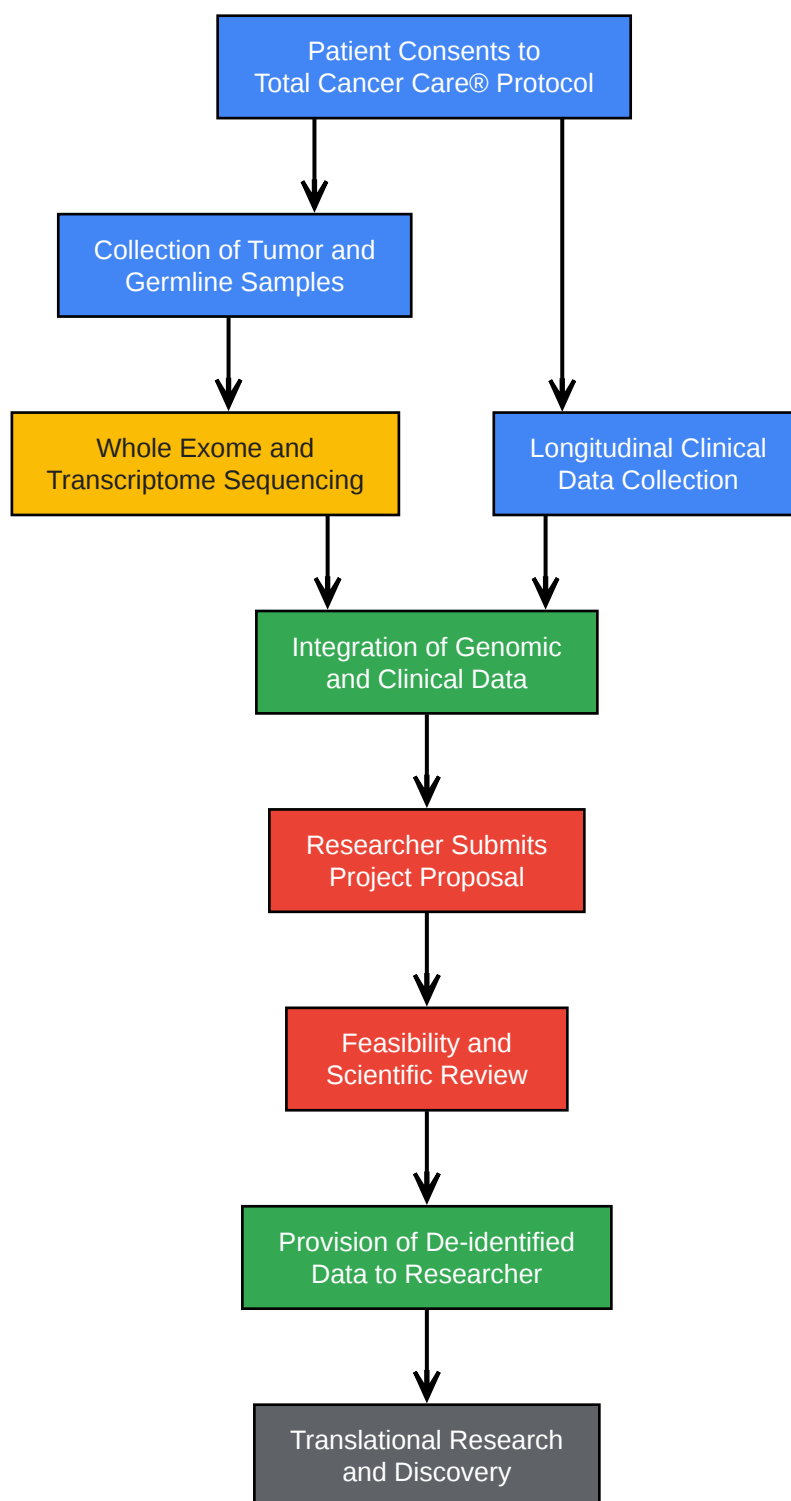 Patient Consents to
Total Cancer Care® Protocol
Collection of Tumor and
Germline Samples
Whole Exome and
Transcriptome Sequencing
Longitudinal Clinical
Data Collection
Integration of Genomic
and Clinical Data
Researcher Submits
Project Proposal
Feasibility and
Scientific Review
Provision of De-identified
Data to Researcher
Translational Research
and Discovery